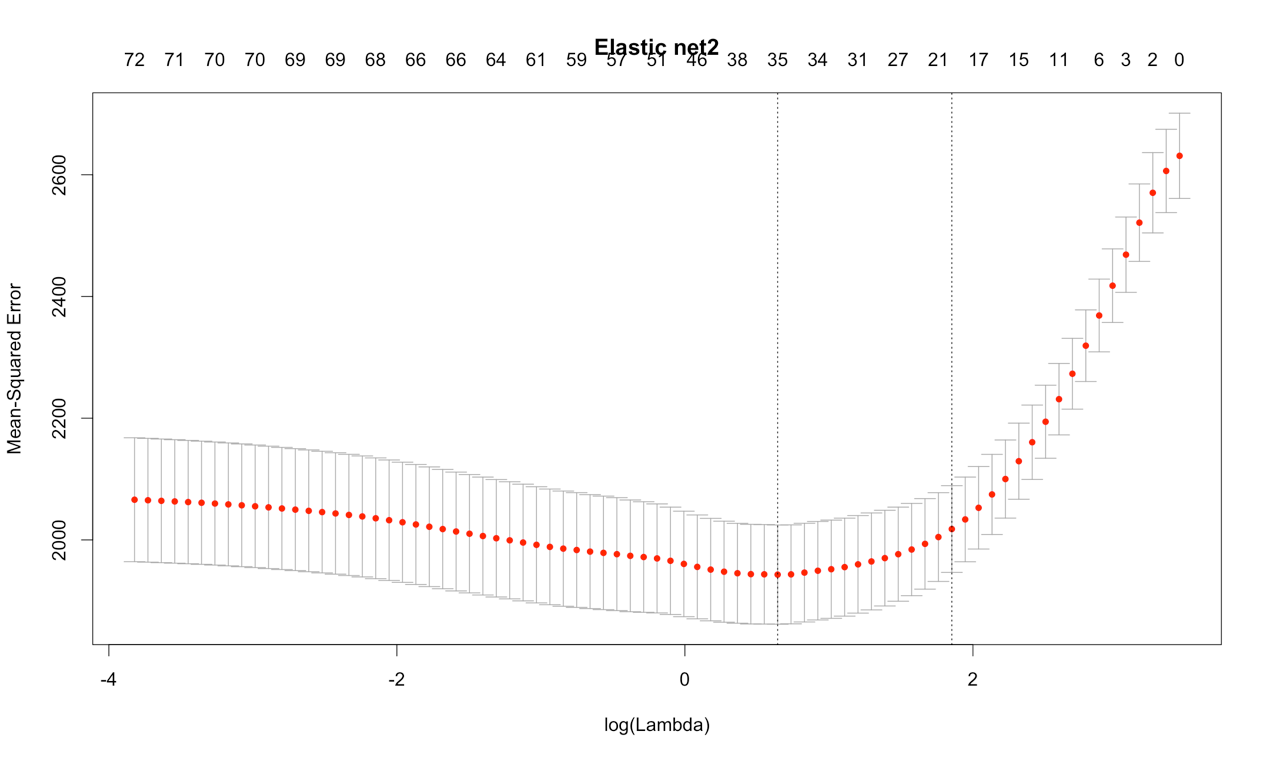 Elastic net2
72 71 70 70 69 69 68 66 66 64 61 59 57 51 46 38 35 34 31 27 21 17 15 11 6 3 2 0
2600
2400
2200
2000
Mean-Squared Error
-4 -2 0 2
log(Lambda)